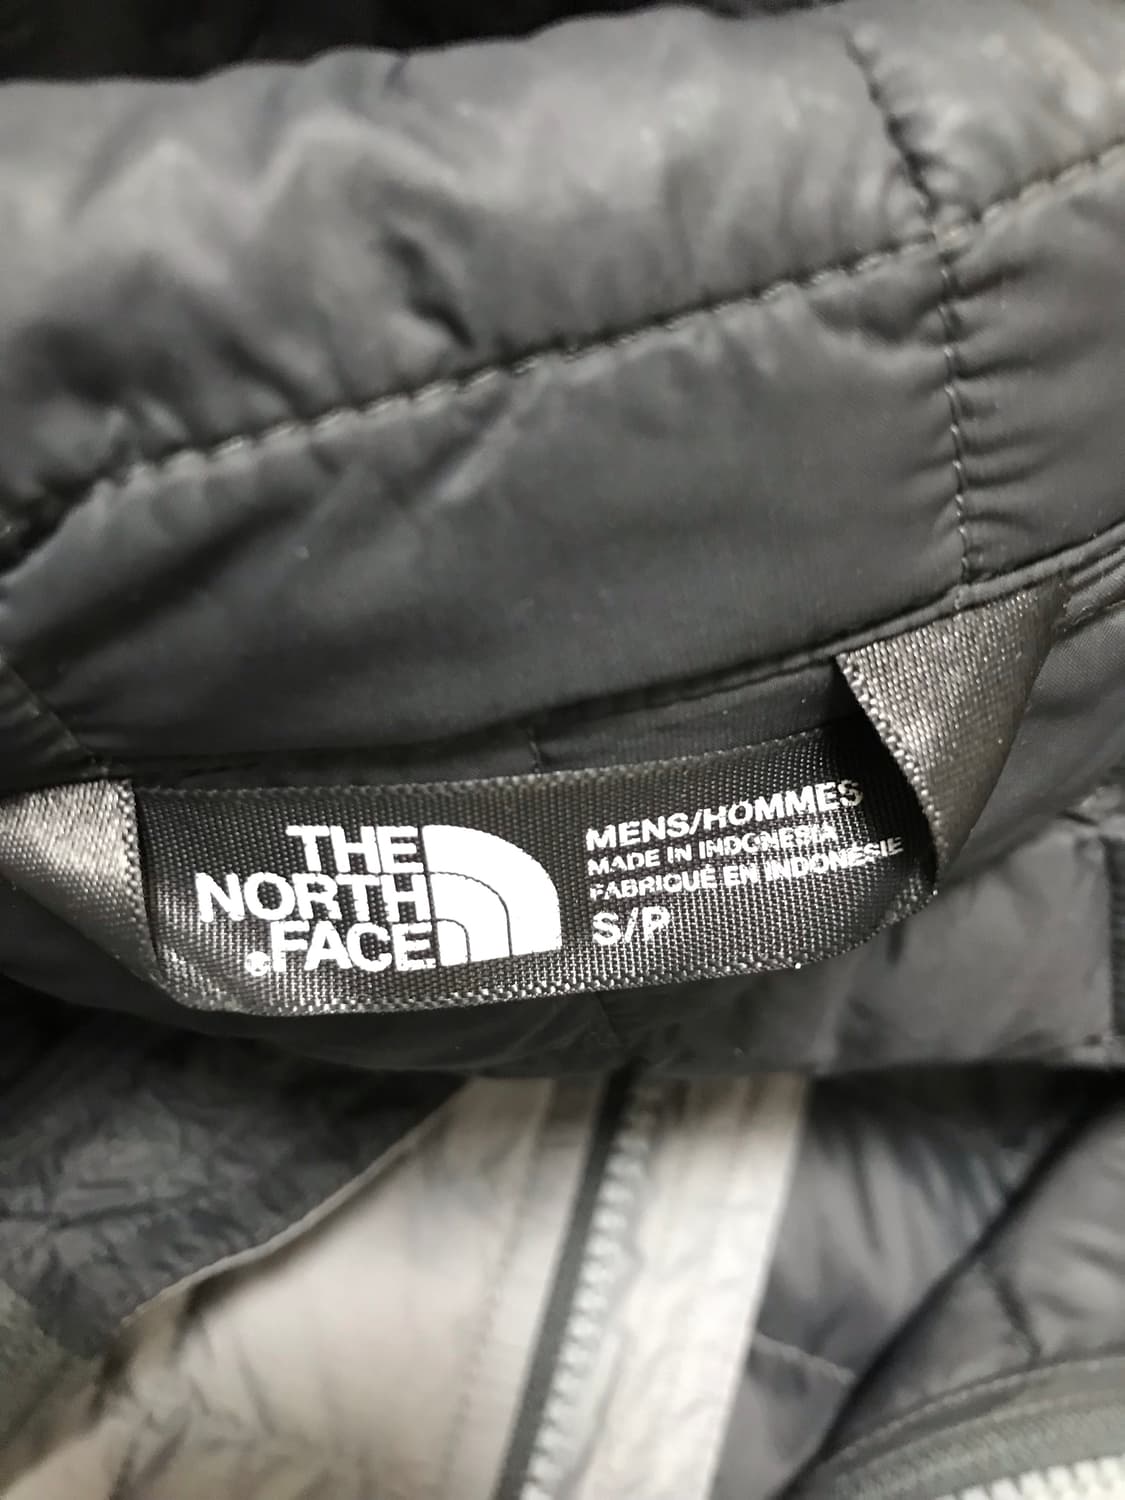 THE
NORTH
®FACE
MENS/HOMMES
MADE IN INDONESIA
FABRIQUÉ EN INDONÉSIE
S/P